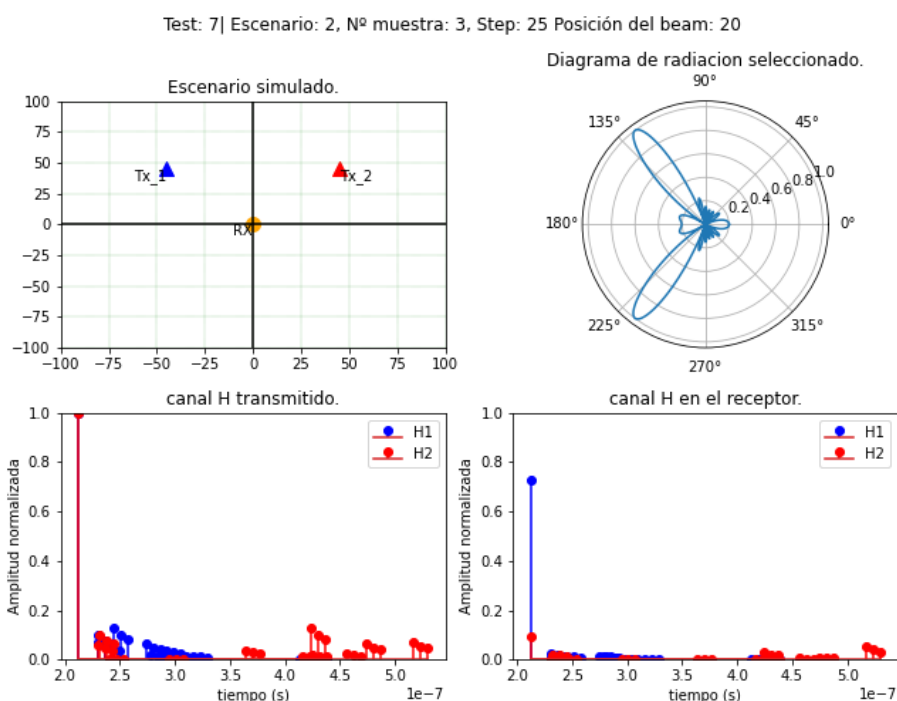 Test: 7| Escenario: 2, Nº muestra: 3, Step: 25 Posición del beam: 20
Escenario simulado.
100
75
50
25
0
−25
−50
−75
−100
Tx_1
Tx_2
RX
−100 −75 −50 −25 0 25 50 75 100
Diagrama de radiacion seleccionado.
90°
135° 45°
1.0
0.8
0.6
0.4
0.2
180° 0°
225° 315°
270°
canal H transmitido.
Amplitud normalizada
1.0
0.8
0.6
0.4
0.2
0.0
H1
H2
2.0 2.5 3.0 3.5 4.0 4.5 5.0
tiempo (s)
1e−7
canal H en el receptor.
Amplitud normalizada
1.0
0.8
0.6
0.4
0.2
0.0
H1
H2
2.0 2.5 3.0 3.5 4.0 4.5 5.0
tiempo (s)
1e−7